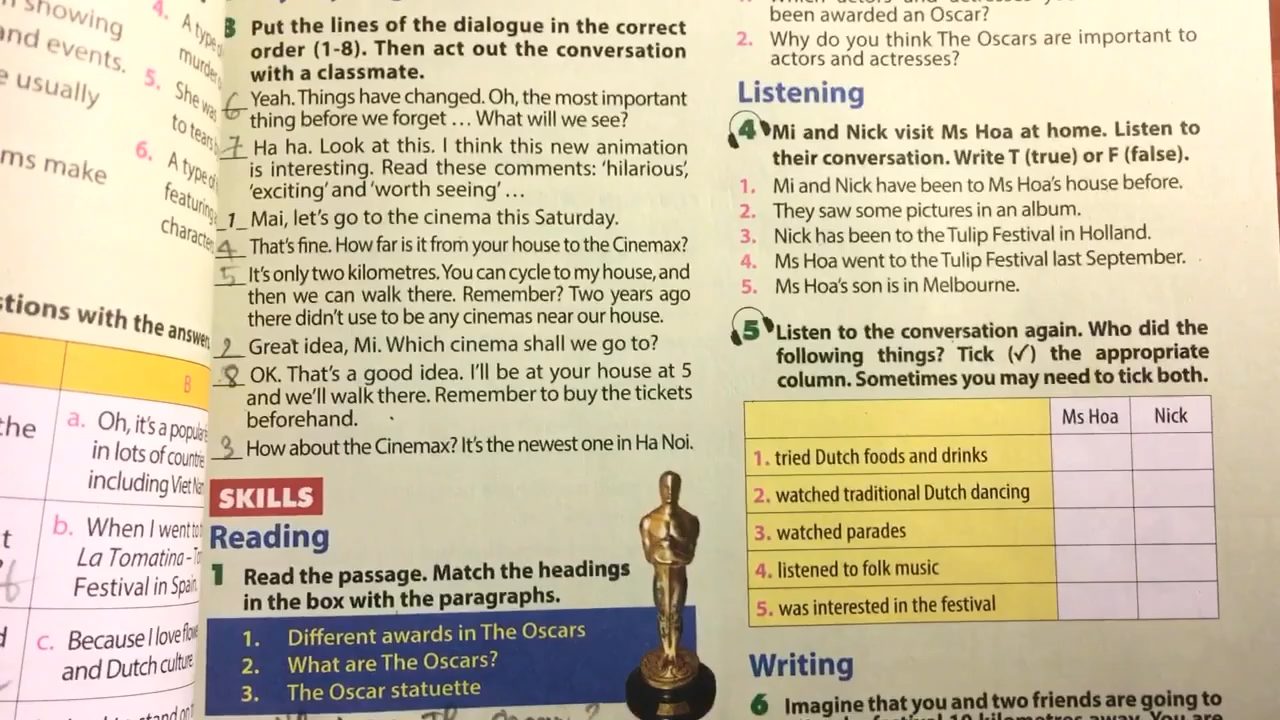 n showing
and events.
e usually
ms make
4. A type of
murder
5. She was
to tears
6. A type of
featuring
characte
stions with the answer
B
the
a. Oh, it's a popula
in lots of countrie
including Viet Nam
t
b. When I went to
La Tomatina - To
Festival in Spain.
c. Because I love flow
and Dutch culture
stand on
Put the lines of the dialogue in the correct
order (1-8). Then act out the conversation
with a classmate.
6 Yeah. Things have changed. Oh, the most important
thing before we forget ... What will we see?
7 Ha ha. Look at this. I think this new animation
is interesting. Read these comments: 'hilarious',
'exciting' and 'worth seeing' ...
1 Mai, let's go to the cinema this Saturday.
4 That's fine. How far is it from your house to the Cinemax?
5 It's only two kilometres. You can cycle to my house, and
then we can walk there. Remember? Two years ago
there didn't use to be any cinemas near our house.
2 Great idea, Mi. Which cinema shall we go to?
8 OK. That's a good idea. I'll be at your house at 5
and we'll walk there. Remember to buy the tickets
beforehand.
3 How about the Cinemax? It's the newest one in Ha Noi.
SKILLS
Reading
1 Read the passage. Match the headings
in the box with the paragraphs.
1. Different awards in The Oscars
2. What are The Oscars?
3. The Oscar statuette
been awarded an Oscar?
2. Why do you think The Oscars are important to
actors and actresses?
Listening
4 Mi and Nick visit Ms Hoa at home. Listen to
their conversation. Write T (true) or F (false).
1. Mi and Nick have been to Ms Hoa's house before.
2. They saw some pictures in an album.
3. Nick has been to the Tulip Festival in Holland.
4. Ms Hoa went to the Tulip Festival last September.
5. Ms Hoa's son is in Melbourne.
5 Listen to the conversation again. Who did the
following things? Tick (✓) the appropriate
column. Sometimes you may need to tick both.
Ms Hoa Nick
1. tried Dutch foods and drinks
2. watched traditional Dutch dancing
3. watched parades
4. listened to folk music
5. was interested in the festival
Writing
6 Imagine that you and two friends are going to